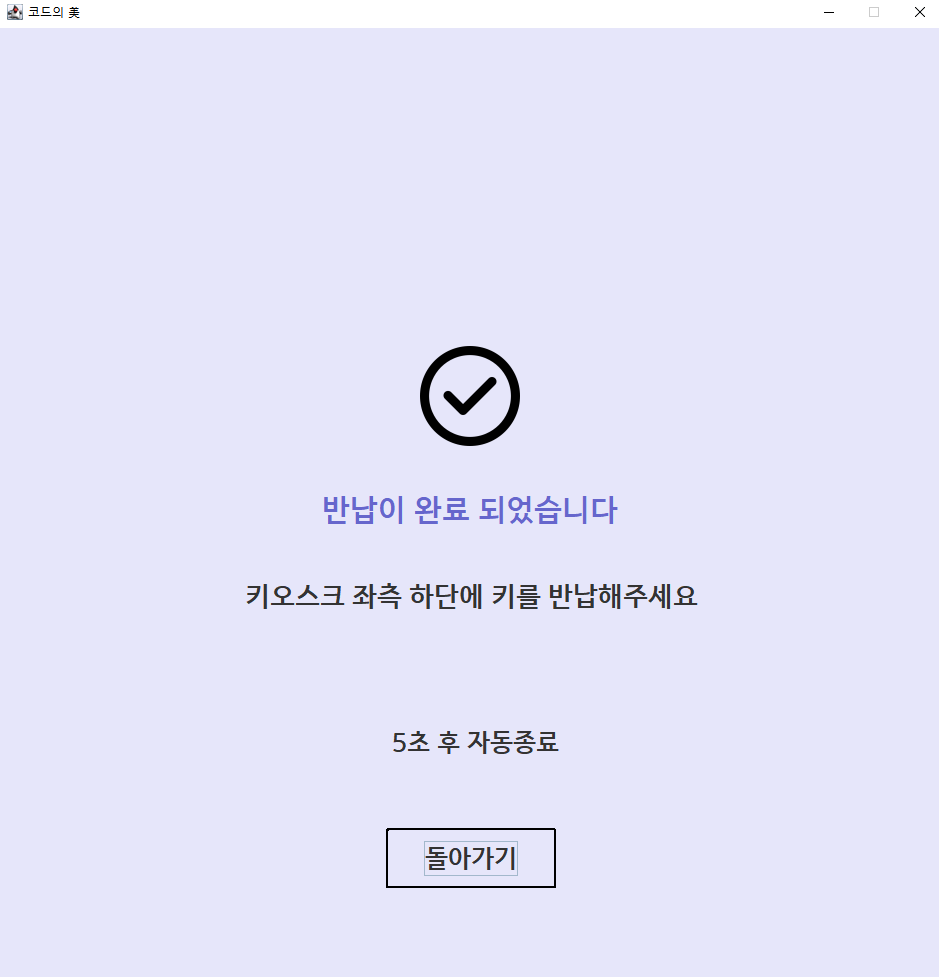 코드의 美
반납이 완료 되었습니다
키오스크 좌측 하단에 키를 반납해주세요
5초 후 자동종료
돌아가기